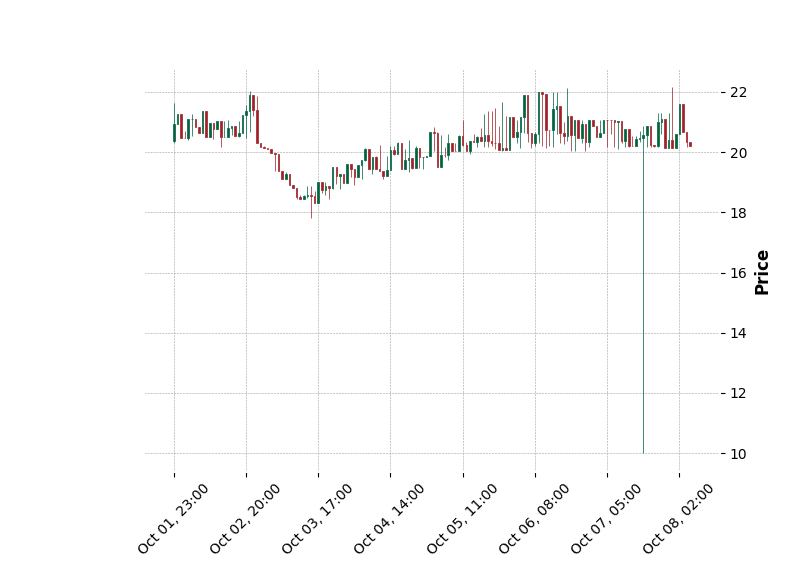 22
20
18
16
14
12
10
Price
Oct 01, 23:00
Oct 02, 20:00
Oct 03, 17:00
Oct 04, 14:00
Oct 05, 11:00
Oct 06, 08:00
Oct 07, 05:00
Oct 08, 02:00